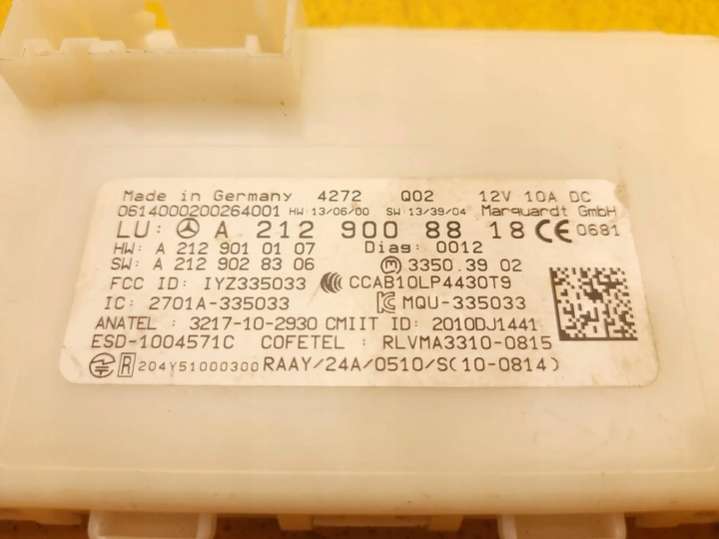 Made in Germany 4272 Q02 12V 10A DC
0614000200264001 HW:13/06/00 SW:13/39/04 Marquardt GmbH
LU: A 212 900 88 18 CE 0681
HW: A 212 901 01 07 Diag: 0012
SW: A 212 902 83 06 M 3350.39 02
FCC ID: IYZ335033 CCAB10LP4430T9
IC: 2701A-335033 MQU-335033
ANATEL: 3217-10-2930 CMIIT ID: 2010DJ1441
ESD-1004571C COFETEL: RLVMA3310-0815
R 204Y51000300 RAAY/24A/0510/S(10-0814)